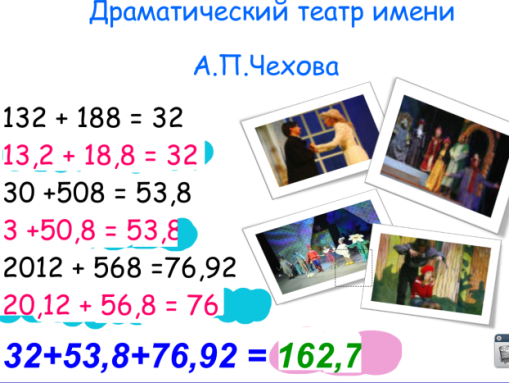 Драматический театр имени
А.П.Чехова
132 + 188 = 32
13,2 + 18,8 = 32
30 +508 = 53,8
3 +50,8 = 53,8
2012 + 568 =76,92
20,12 + 56,8 = 76
32+53,8+76,92 = 162,7